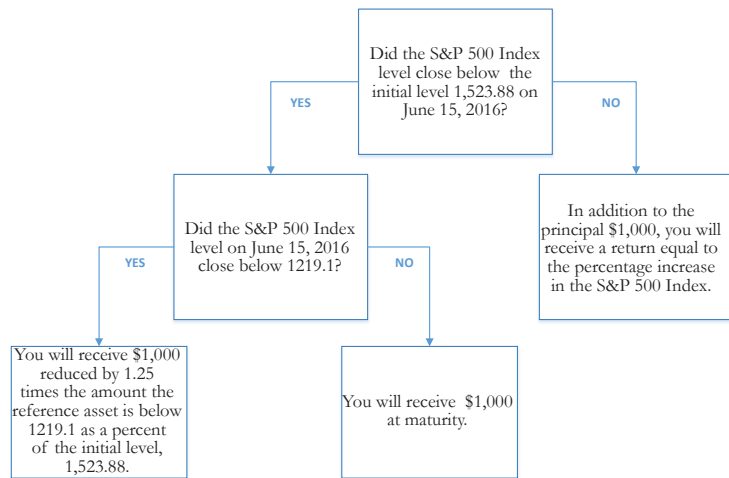 Did the S&P 500 Index
level close below the
initial level 1,523.88 on
June 15, 2016?
YES
NO
Did the S&P 500 Index
level on June 15, 2016
close below 1219.1?
In addition to the
principal $1,000, you will
receive a return equal to
the percentage increase
in the S&P 500 Index.
YES
NO
You will receive $1,000
reduced by 1.25
times the amount the
reference asset is below
1219.1 as a percent
of the initial level,
1,523.88.
You will receive $1,000
at maturity.